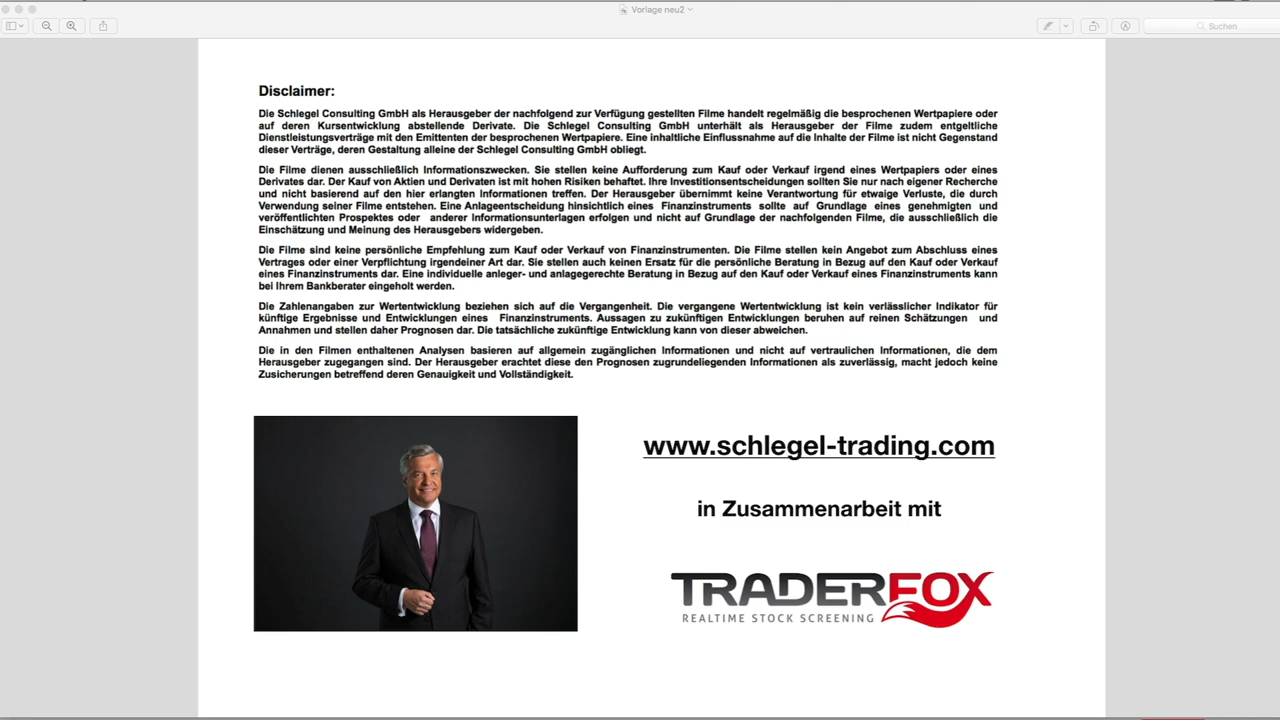 Vorlage neu2
Suchen
Disclaimer:
Die Schlegel Consulting GmbH als Herausgeber der nachfolgend zur Verfügung gestellten Filme handelt regelmäßig die besprochenen Wertpapiere oder
auf deren Kursentwicklung abstellende Derivate. Die Schlegel Consulting GmbH unterhält als Herausgeber der Filme zudem entgeltliche
Dienstleistungsverträge mit den Emittenten der besprochenen Wertpapiere. Eine inhaltliche Einflussnahme auf die Inhalte der Filme ist nicht Gegenstand
dieser Verträge, deren Gestaltung alleine der Schlegel Consulting GmbH obliegt.
Die Filme dienen ausschließlich Informationszwecken. Sie stellen keine Aufforderung zum Kauf oder Verkauf irgend eines Wertpapiers oder eines
Derivates dar. Der Kauf von Aktien und Derivaten ist mit hohen Risiken behaftet. Ihre Investitionsentscheidungen sollten Sie nur nach eigener Recherche
und nicht basierend auf den hier erlangten Informationen treffen. Der Herausgeber übernimmt keine Verantwortung für etwaige Verluste, die durch
Verwendung seiner Filme entstehen. Eine Anlageentscheidung hinsichtlich eines Finanzinstruments sollte auf Grundlage eines genehmigten und
veröffentlichten Prospektes oder anderer Informationsunterlagen erfolgen und nicht auf Grundlage der nachfolgenden Filme, die ausschließlich die
Einschätzung und Meinung des Herausgebers widergeben.
Die Filme sind keine persönliche Empfehlung zum Kauf oder Verkauf von Finanzinstrumenten. Die Filme stellen kein Angebot zum Abschluss eines
Vertrages oder einer Verpflichtung irgendeiner Art dar. Sie stellen auch keinen Ersatz für die persönliche Beratung in Bezug auf den Kauf oder Verkauf
eines Finanzinstruments dar. Eine individuelle anleger- und anlagegerechte Beratung in Bezug auf den Kauf oder Verkauf eines Finanzinstruments kann
bei Ihrem Bankberater eingeholt werden.
Die Zahlenangaben zur Wertentwicklung beziehen sich auf die Vergangenheit. Die vergangene Wertentwicklung ist kein verlässlicher Indikator für
künftige Ergebnisse und Entwicklungen eines Finanzinstruments. Aussagen zu zukünftigen Entwicklungen beruhen auf reinen Schätzungen und
Annahmen und stellen daher Prognosen dar. Die tatsächliche zukünftige Entwicklung kann von dieser abweichen.
Die in den Filmen enthaltenen Analysen basieren auf allgemein zugänglichen Informationen und nicht auf vertraulichen Informationen, die dem
Herausgeber zugegangen sind. Der Herausgeber erachtet diese den Prognosen zugrundeliegenden Informationen als zuverlässig, macht jedoch keine
Zusicherungen betreffend deren Genauigkeit und Vollständigkeit.
www.schlegel-trading.com
in Zusammenarbeit mit
TRADERFOX
REALTIME STOCK SCREENING